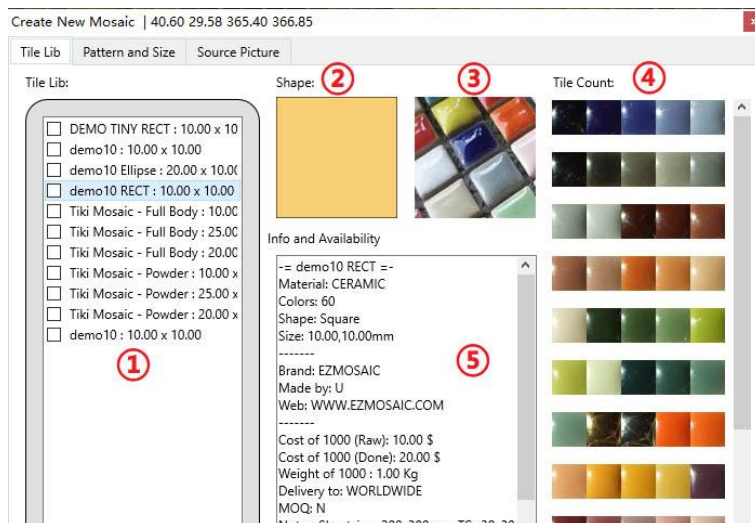 Create New Mosaic | 40.60 29.58 365.40 366.85
Tile Lib Pattern and Size Source Picture
Tile Lib:
DEMO TINY RECT : 10.00 x 10
demo10 : 10.00 x 10.00
demo10 Ellipse : 20.00 x 10.00
demo10 RECT : 10.00 x 10.00
Tiki Mosaic - Full Body : 10.00
Tiki Mosaic - Full Body : 25.00
Tiki Mosaic - Full Body : 20.00
Tiki Mosaic - Powder : 10.00 x
Tiki Mosaic - Powder : 25.00 x
Tiki Mosaic - Powder : 20.00 x
demo10 : 10.00 x 10.00
①
Shape: ②
③
Tile Count: ④
Info and Availability
-= demo10 RECT =-
Material: CERAMIC
Colors: 60
Shape: Square
Size: 10.00,10.00mm
-------
Brand: EZMOSAIC
Made by: U
Web: WWW.EZMOSAIC.COM
-------
Cost of 1000 (Raw): 10.00 $
Cost of 1000 (Done): 20.00 $
Weight of 1000 : 1.00 Kg
Delivery to: WORLDWIDE
MOQ: N
⑤